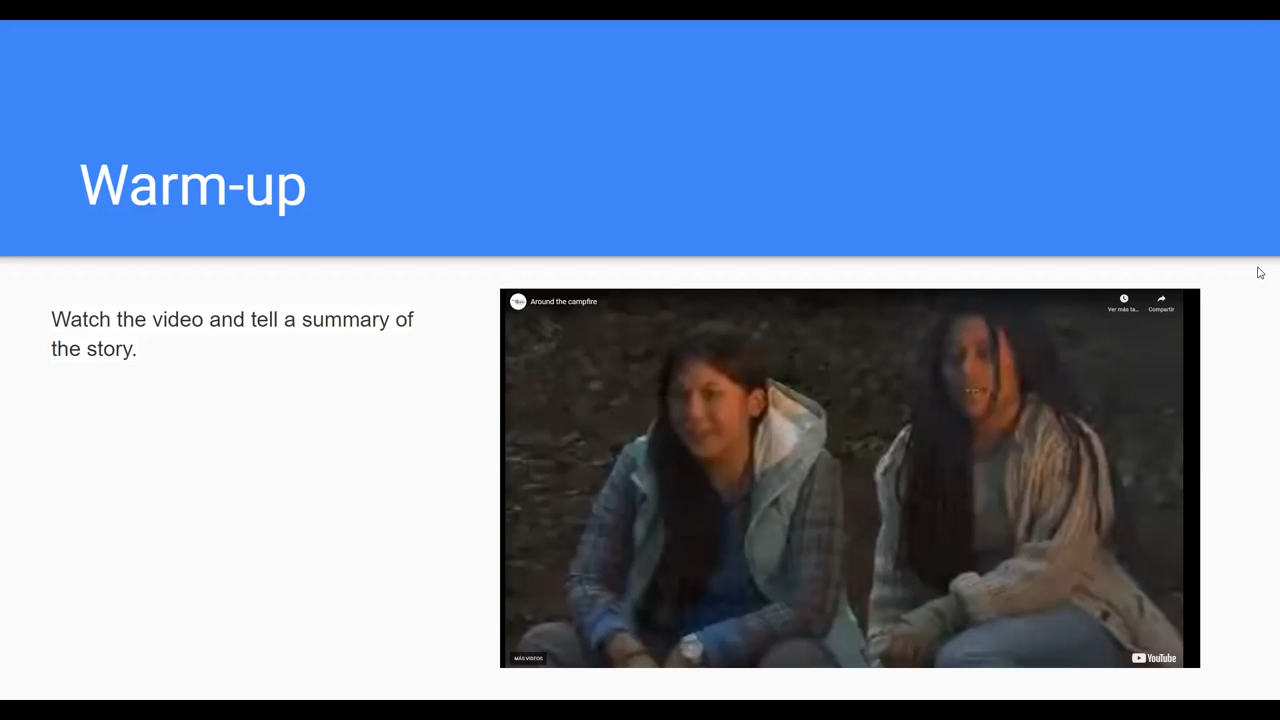 Warm-up
Watch the video and tell a summary of
the story.
Around the campfire
Ver más ta...
Compartir
MÁS VIDEOS
YouTube